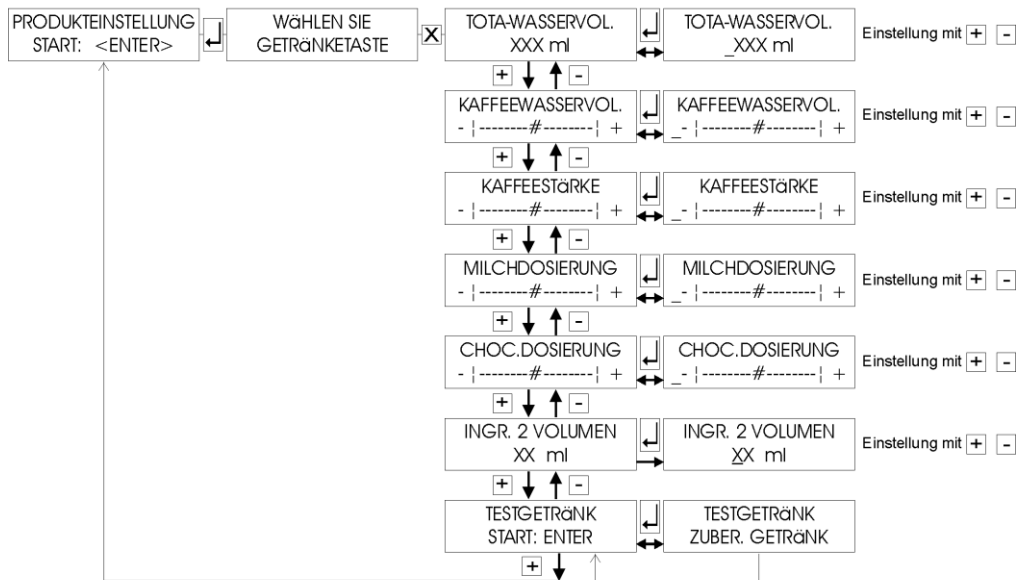 PRODUKTEINSTELLUNG
START: <ENTER>
WäHLEN SIE
GETRäNKETASTE
X
TOTA-WASSERVOL.
XXX ml
TOTA-WASSERVOL.
_XXX ml
Einstellung mit + -
+ -
KAFFEEWASSERVOL.
- ¦--------#-------¦ +
KAFFEEWASSERVOL.
_- ¦--------#-------¦ +
Einstellung mit + -
+ -
KAFFEESTäRKE
- ¦--------#-------¦ +
KAFFEESTäRKE
_- ¦--------#-------¦ +
Einstellung mit + -
+ -
MILCHDOSIERUNG
- ¦--------#-------¦ +
MILCHDOSIERUNG
_- ¦--------#-------¦ +
Einstellung mit + -
+ -
CHOC.DOSIERUNG
- ¦--------#-------¦ +
CHOC.DOSIERUNG
_- ¦--------#-------¦ +
Einstellung mit + -
+ -
INGR. 2 VOLUMEN
XX ml
INGR. 2 VOLUMEN
XX ml
Einstellung mit + -
+ -
TESTGETRäNK
START: ENTER
TESTGETRäNK
ZUBER. GETRäNK
+